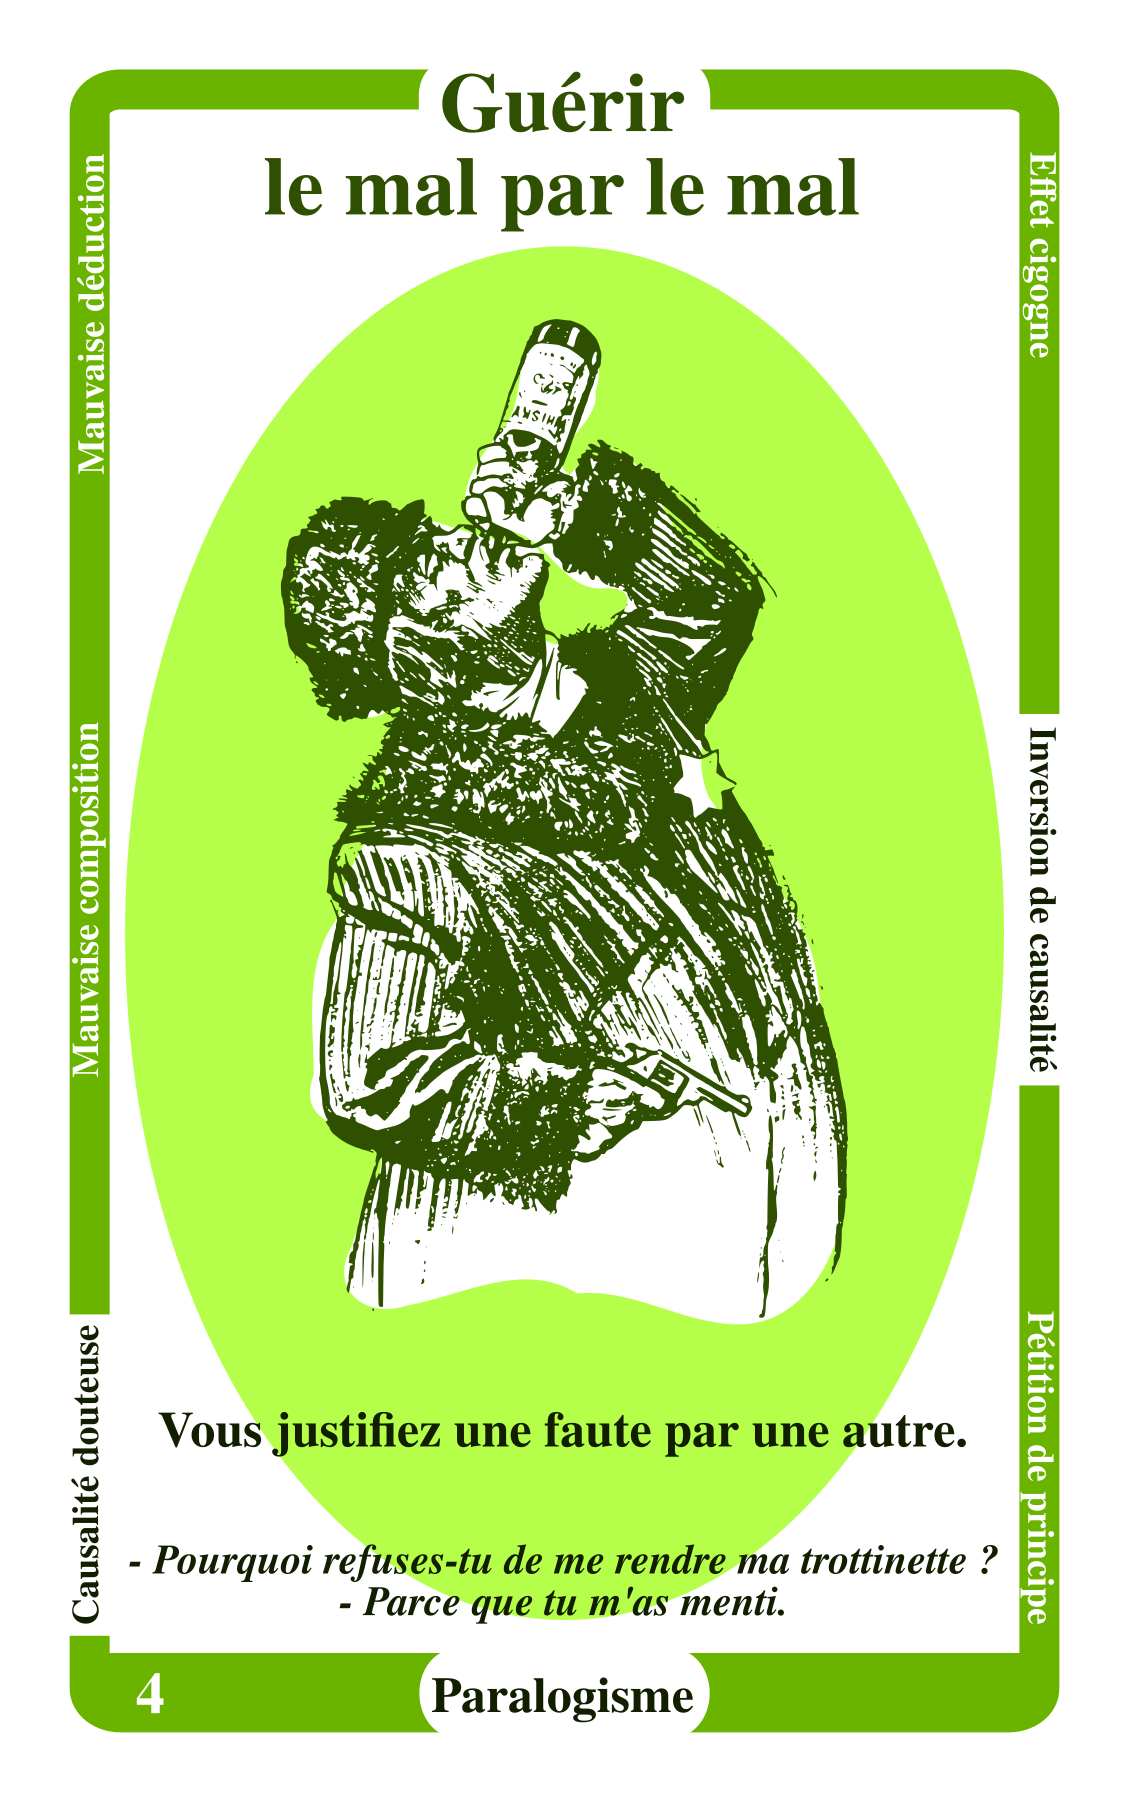 Guérir
le mal par le mal
Mauvaise déduction
Mauvaise composition
Causalité douteuse
Effet cigogne
Inversion de causalité
Pétition de principe
Vous justifiez une faute par une autre.
- Pourquoi refuses-tu de me rendre ma trottinette ?
- Parce que tu m'as menti.
4
Paralogisme